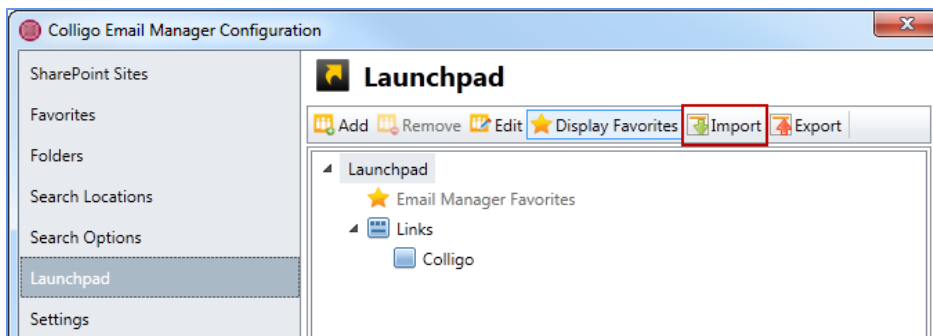 Colligo Email Manager Configuration
SharePoint Sites
Favorites
Folders
Search Locations
Search Options
Launchpad
Settings
Launchpad
Add Remove Edit Display Favorites Import Export
Launchpad
Email Manager Favorites
Links
Colligo